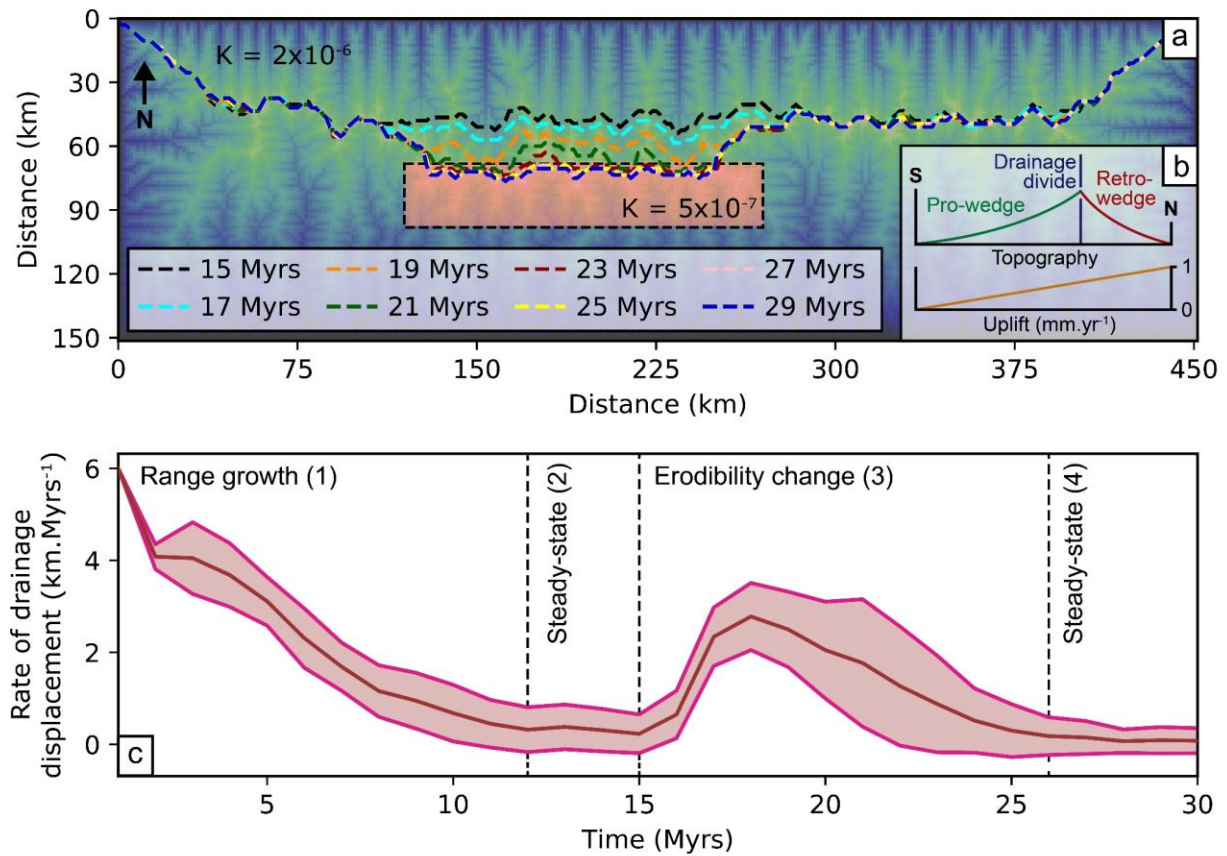 0
30
60
90
120
150
Distance (km)
K = 2x10⁻⁶
N
a
K = 5x10⁻⁷
15 Myrs
19 Myrs
23 Myrs
27 Myrs
17 Myrs
21 Myrs
25 Myrs
29 Myrs
b
S
Drainage
divide
Retro-
wedge
N
Pro-wedge
Topography
1
0
Uplift (mm.yr⁻¹)
0
75
150
225
300
375
450
Distance (km)
6
4
2
0
Rate of drainage
displacement (km.Myrs⁻¹)
Range growth (1)
Steady-state (2)
Erodibility change (3)
Steady-state (4)
c
5
10
15
20
25
30
Time (Myrs)